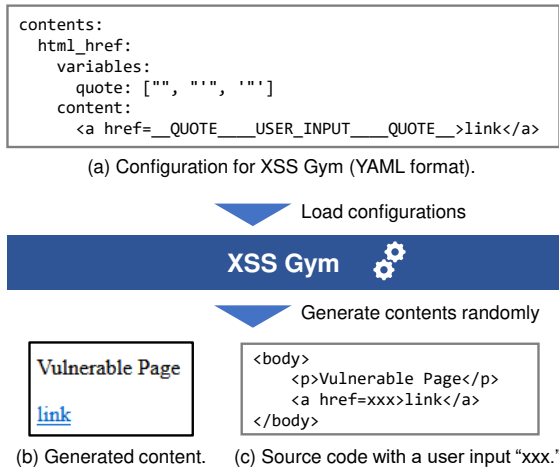 contents:
  html_href:
    variables:
      quote: ["", "'", '"']
    content:
      <a href=__QUOTE____USER_INPUT____QUOTE__>link</a>
(a) Configuration for XSS Gym (YAML format).
Load configurations
XSS Gym
Generate contents randomly
Vulnerable Page
link
(b) Generated content.
<body>
    <p>Vulnerable Page</p>
    <a href=xxx>link</a>
</body>
(c) Source code with a user input “xxx.”